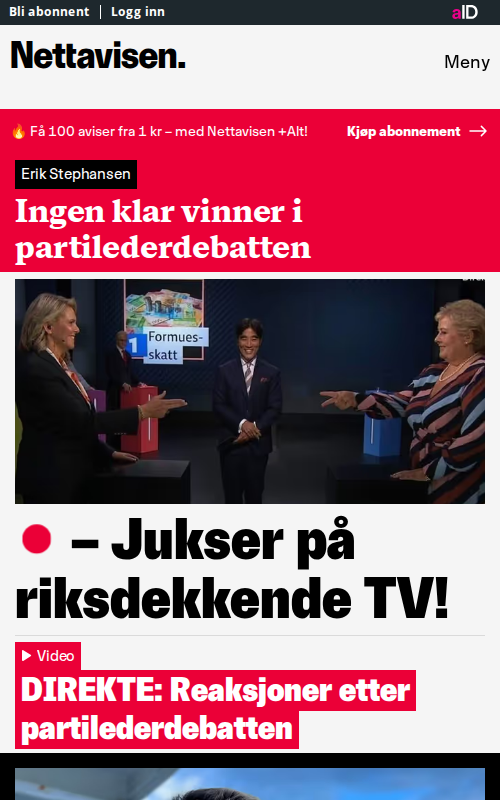 Bli abonnent
Logg inn
aID
Nettavisen.
Meny
🔥 Få 100 aviser fra 1 kr – med Nettavisen +Alt!
Kjøp abonnement →
Erik Stephansen
Ingen klar vinner i
partilederdebatten
1
Formues-
skatt
– Jukser på
riksdekkende TV!
Video
DIREKTE: Reaksjoner etter
partilederdebatten